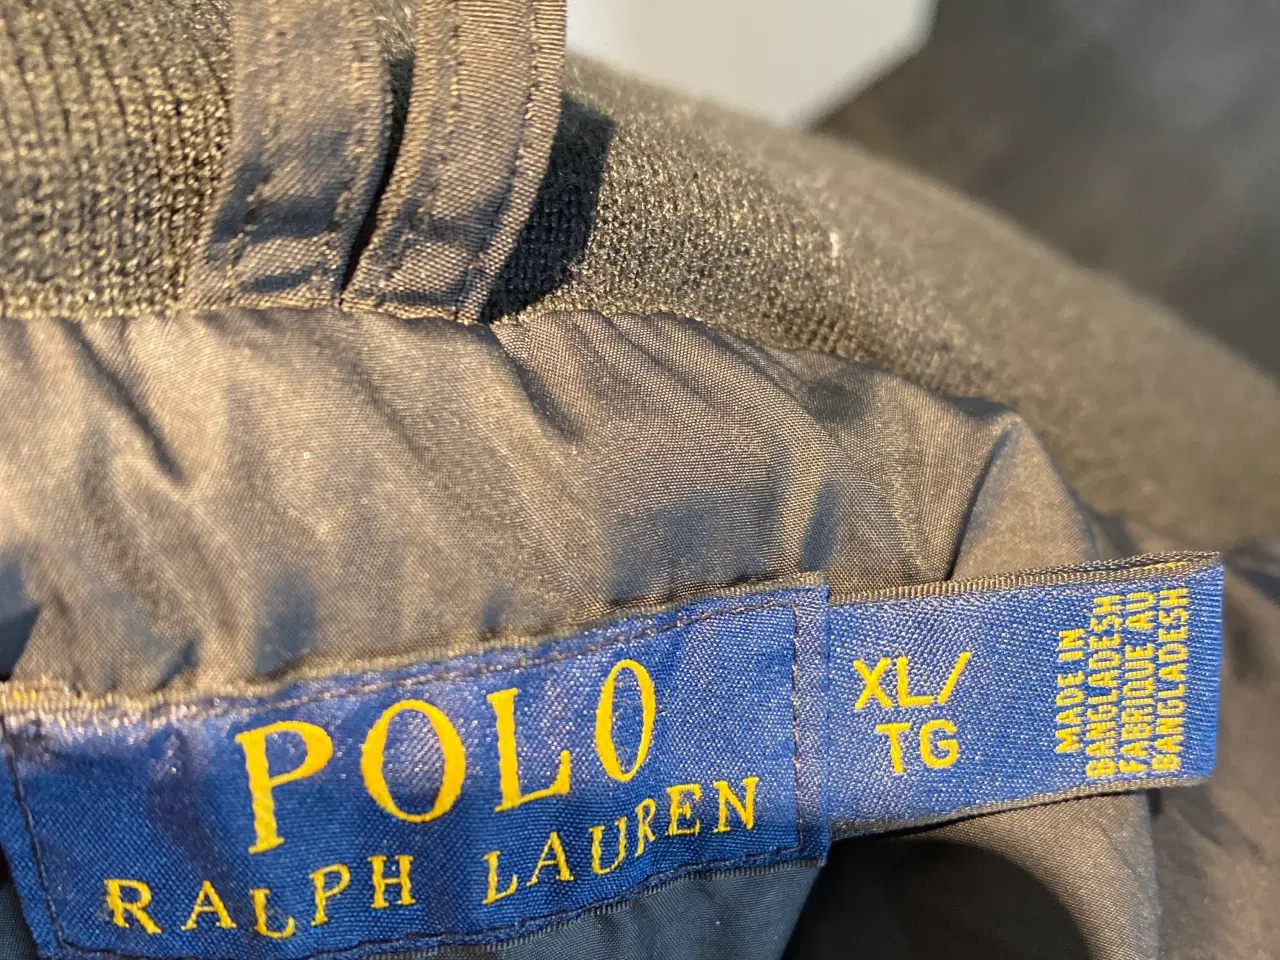 POLO
RALPH LAUREN
XL/
TG
MADE IN
BANGLADESH
FABRIQUE AU
BANGLADESH